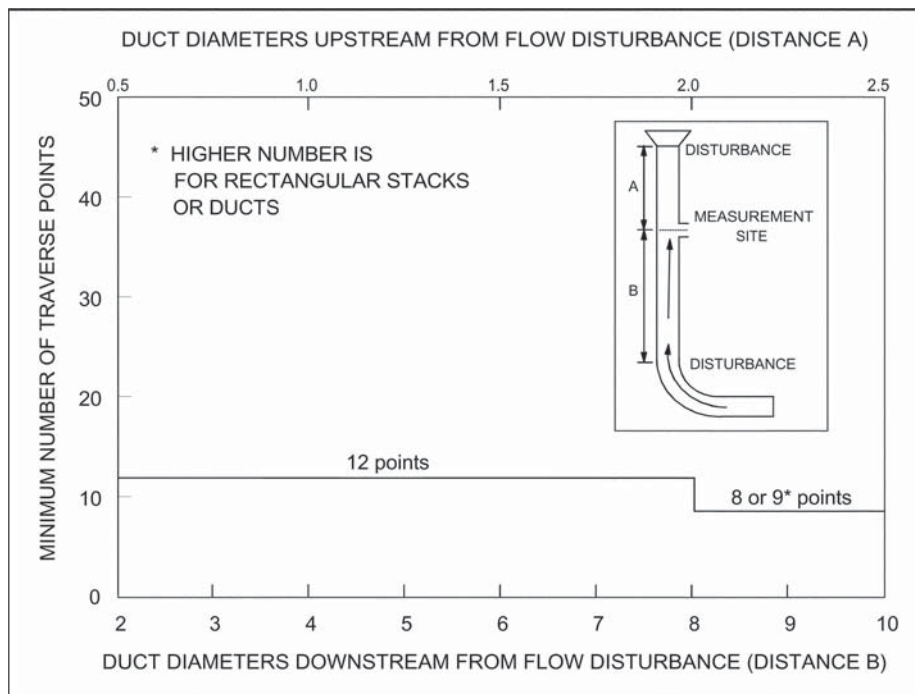 DUCT DIAMETERS UPSTREAM FROM FLOW DISTURBANCE (DISTANCE A)
0.5 1.0 1.5 2.0 2.5
50
40
30
20
10
0
MINIMUM NUMBER OF TRAVERSE POINTS
* HIGHER NUMBER IS
FOR RECTANGULAR STACKS
OR DUCTS
DISTURBANCE
A
MEASUREMENT
SITE
B
DISTURBANCE
12 points
8 or 9* points
2 3 4 5 6 7 8 9 10
DUCT DIAMETERS DOWNSTREAM FROM FLOW DISTURBANCE (DISTANCE B)